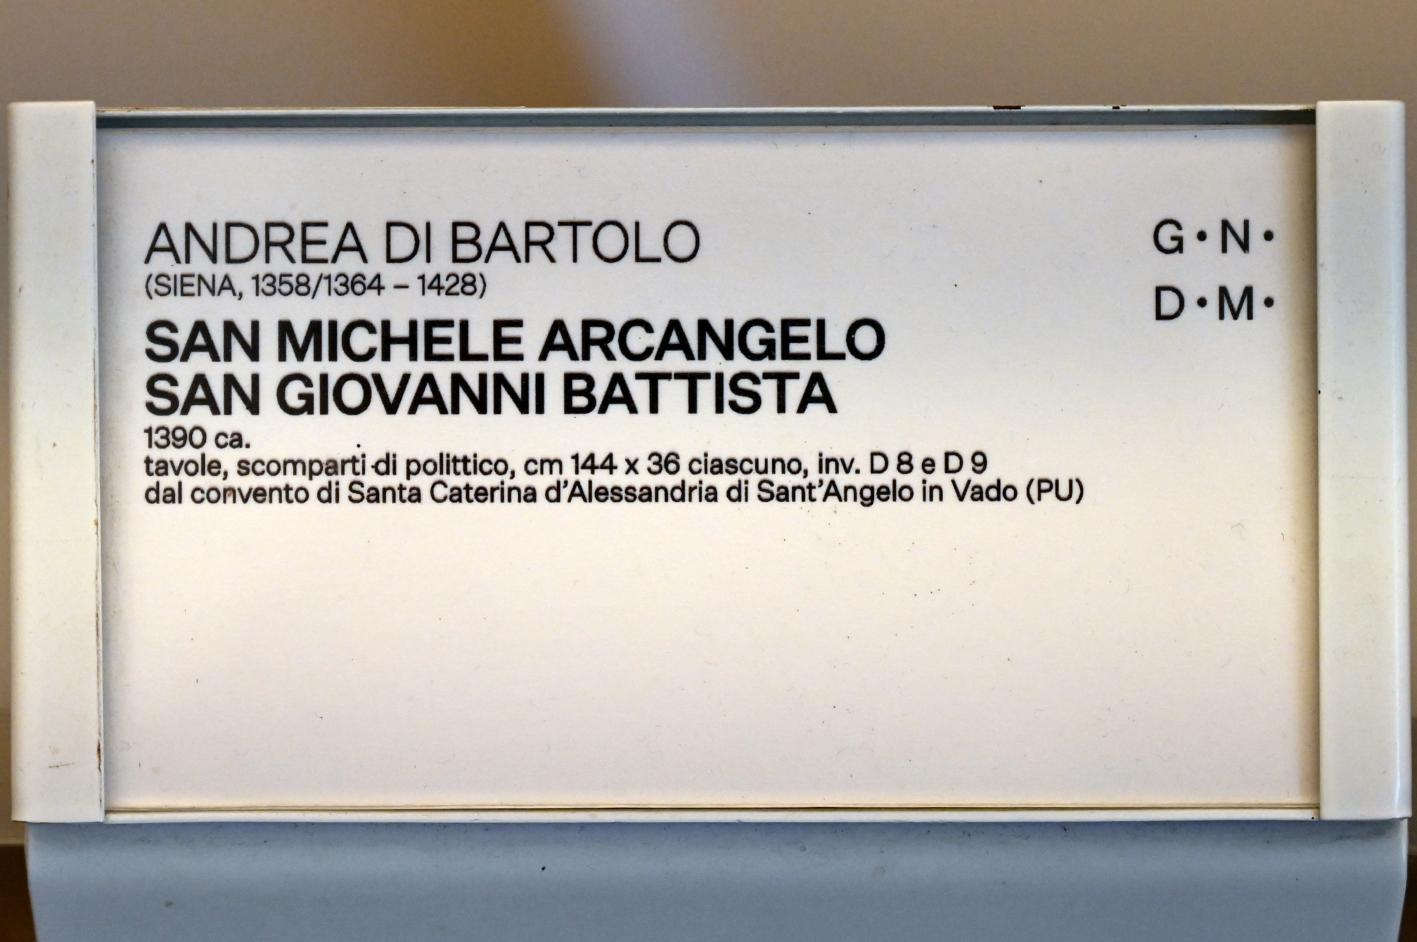 ANDREA DI BARTOLO
(SIENA, 1358/1364 – 1428)
SAN MICHELE ARCANGELO
SAN GIOVANNI BATTISTA
1390 ca.
tavole, scomparti di polittico, cm 144 x 36 ciascuno, inv. D 8 e D 9
dal convento di Santa Caterina d'Alessandria di Sant'Angelo in Vado (PU)
G·N·
D·M·